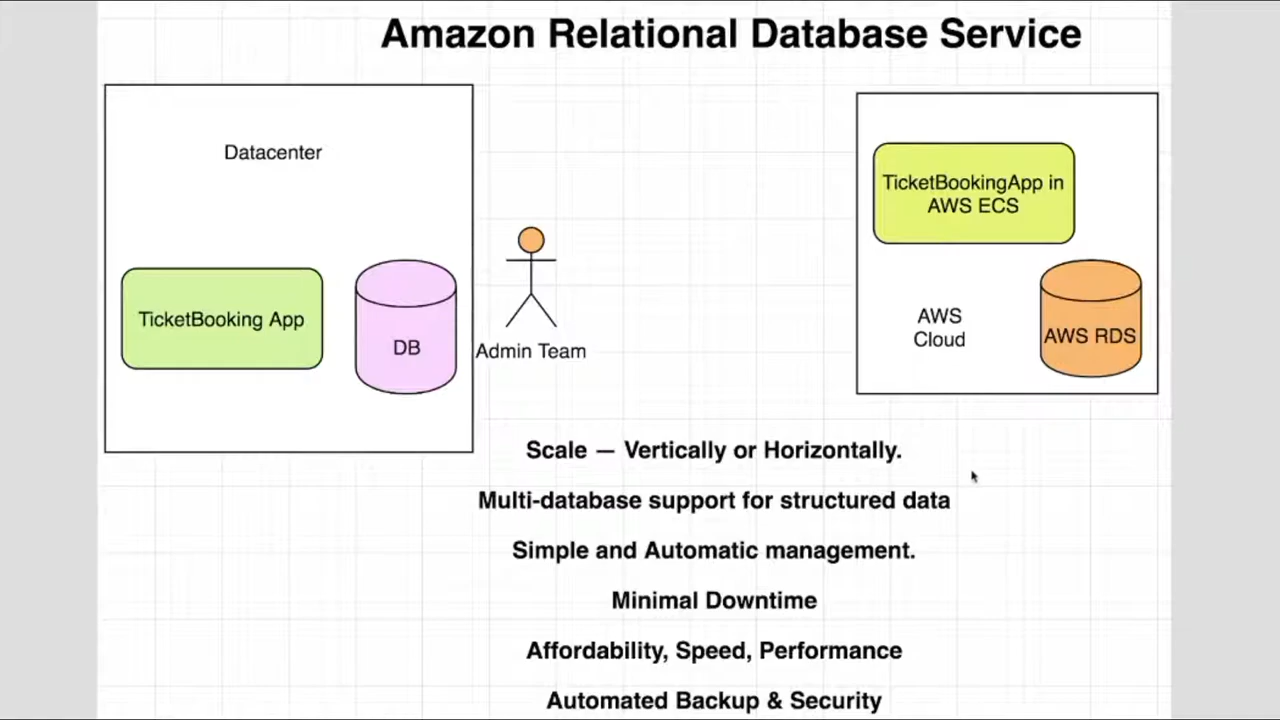 Amazon Relational Database Service
Datacenter
TicketBooking App
DB
Admin Team
TicketBookingApp in
AWS ECS
AWS
Cloud
AWS RDS
Scale — Vertically or Horizontally.
Multi-database support for structured data
Simple and Automatic management.
Minimal Downtime
Affordability, Speed, Performance
Automated Backup & Security